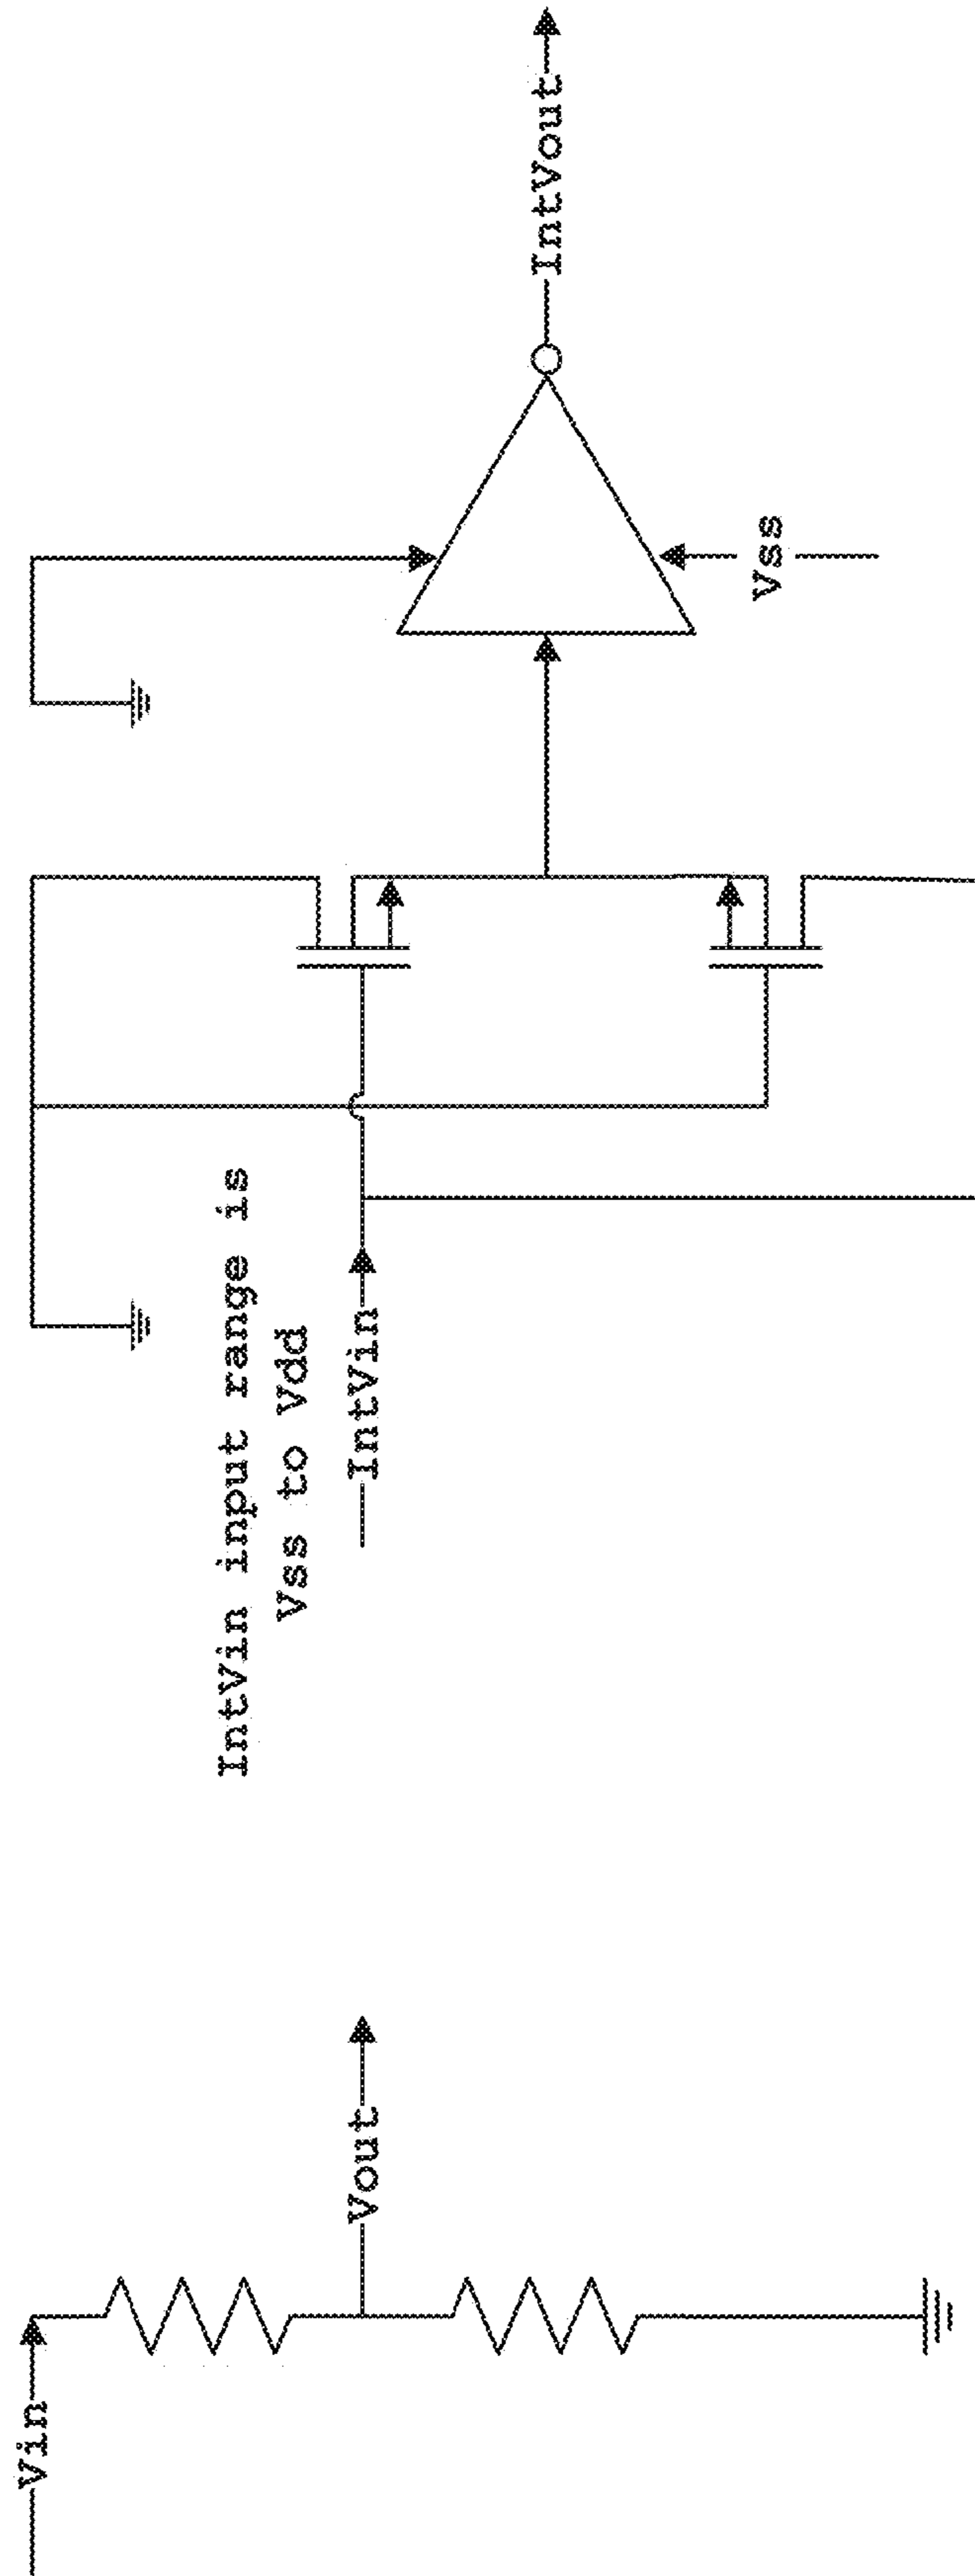 Vin
Vout
IntVin input range is
Vss to Vdd
IntVin
Vss
IntVout